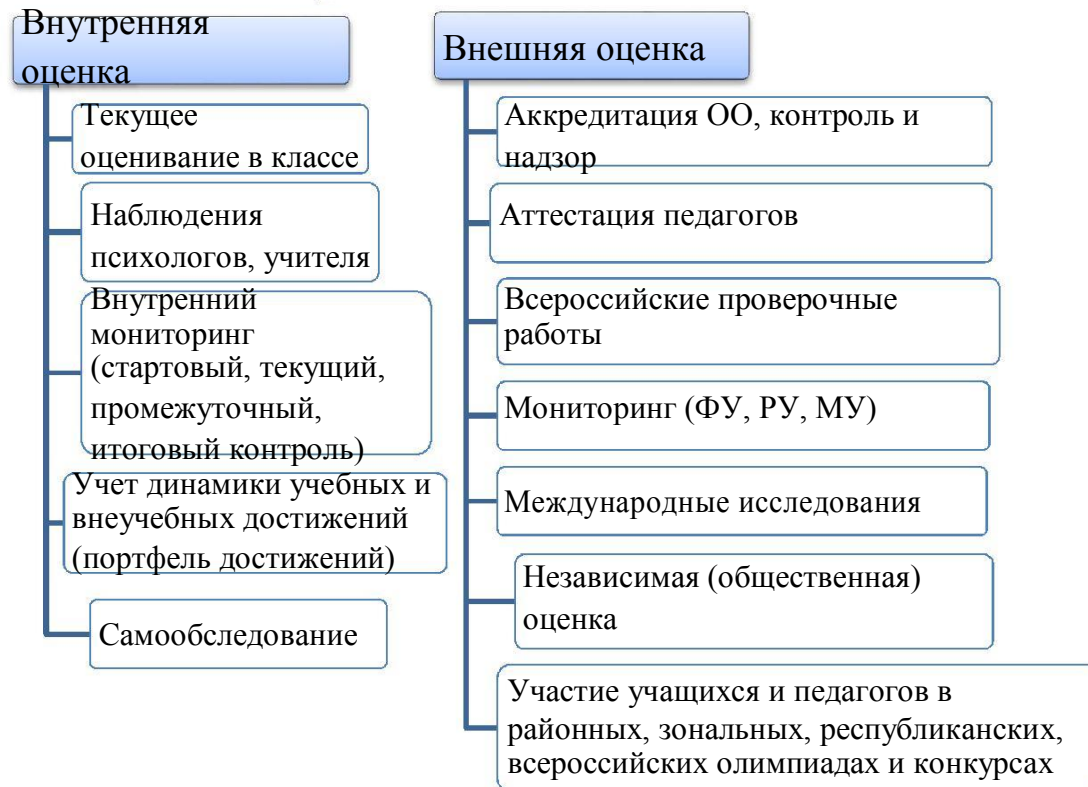 Внутренняя
оценка
Текущее
оценивание в классе
Наблюдения
психологов, учителя
Внутренний
мониторинг
(стартовый, текущий,
промежуточный,
итоговый контроль)
Учет динамики учебных и
внеучебных достижений
(портфель достижений)
Самообследование
Внешняя оценка
Аккредитация ОО, контроль и
надзор
Аттестация педагогов
Всероссийские проверочные
работы
Мониторинг (ФУ, РУ, МУ)
Международные исследования
Независимая (общественная)
оценка
Участие учащихся и педагогов в
районных, зональных, республиканских,
всероссийских олимпиадах и конкурсах